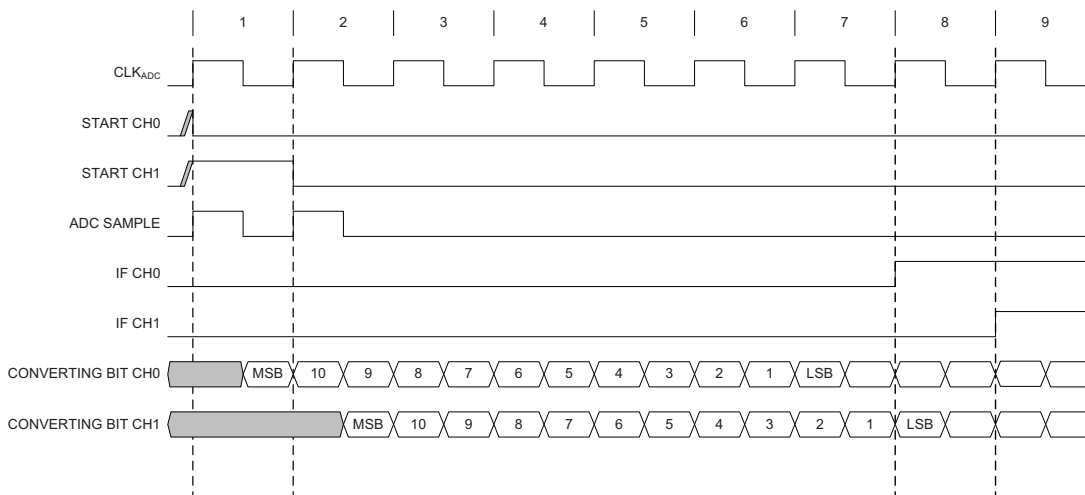 1 2 3 4 5 6 7 8 9
CLKADC
START CH0
START CH1
ADC SAMPLE
IF CH0
IF CH1
CONVERTING BIT CH0 MSB 10 9 8 7 6 5 4 3 2 1 LSB
CONVERTING BIT CH1 MSB 10 9 8 7 6 5 4 3 2 1 LSB